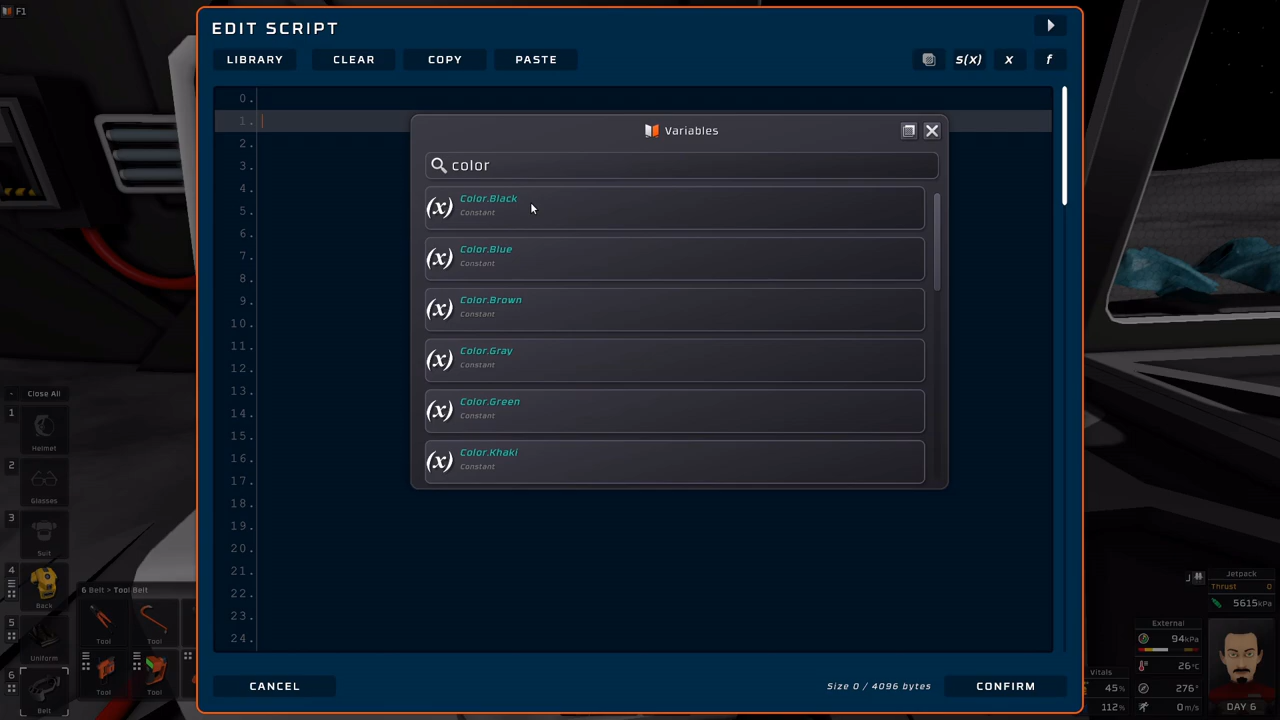 F1
EDIT SCRIPT
LIBRARY
CLEAR
COPY
PASTE
s(x)
x
f
0.
1.
2.
3.
4.
5.
6.
7.
8.
9.
10.
11.
12.
13.
14.
15.
16.
17.
18.
19.
20.
21.
22.
23.
24.
Variables
color
(x)
Color.Black
Constant
(x)
Color.Blue
Constant
(x)
Color.Brown
Constant
(x)
Color.Gray
Constant
(x)
Color.Green
Constant
(x)
Color.Khaki
Constant
CANCEL
Size 0 / 4096 bytes
CONFIRM
- Close All
1
Helmet
2
Glasses
3
Suit
4
Back
5
Uniform
6
Belt
6 Belt > Tool Belt
Tool
Tool
Tool
Tool
Jetpack
Thrust 0
5615kPa
External
94kPa
26°C
276°
0m/s
Vitals
45%
112%
DAY 6